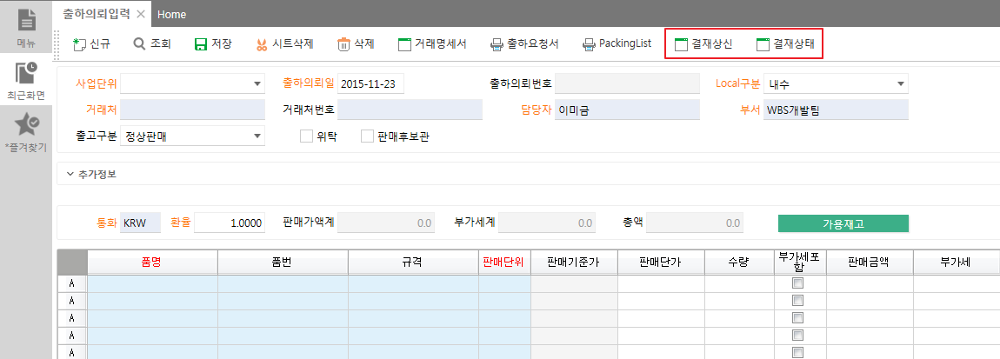 출하의뢰입력 Home
메뉴
신규 조회 저장 시트삭제 삭제 거래명세서 출하요청서 PackingList 결재상신 결재상태
최근화면
*즐겨찾기
사업단위 출하의뢰일 2015-11-23 출하의뢰번호 Local구분 내수
거래처 거래처번호 담당자 이미금 부서 WBS개발팀
출고구분 정상판매 위탁 판매후보관
추가정보
통화 KRW 환율 1.0000 판매가액계 0.0 부가세계 0.0 총액 0.0 가용재고
품명 품번 규격 판매단위 판매기준가 판매단가 수량 부가세포함 판매금액 부가세
A
A
A
A
A